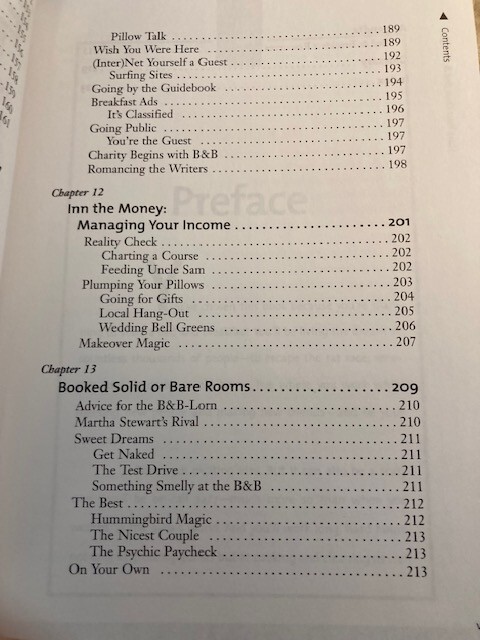 Contents
Pillow Talk . . . . . . . . . . . . . . . . . . . . . . . . . . . . . . . 189
Wish You Were Here . . . . . . . . . . . . . . . . . . . . . . . . . 189
(Inter)Net Yourself a Guest . . . . . . . . . . . . . . . . . . . . . 192
Surfing Sites . . . . . . . . . . . . . . . . . . . . . . . . . . . . . . 193
Going by the Guidebook . . . . . . . . . . . . . . . . . . . . . . . 194
Breakfast Ads . . . . . . . . . . . . . . . . . . . . . . . . . . . . . . 195
It's Classified . . . . . . . . . . . . . . . . . . . . . . . . . . . . . 196
Going Public . . . . . . . . . . . . . . . . . . . . . . . . . . . . . . 197
You're the Guest . . . . . . . . . . . . . . . . . . . . . . . . . . . 197
Charity Begins with B&B . . . . . . . . . . . . . . . . . . . . . . . 197
Romancing the Writers . . . . . . . . . . . . . . . . . . . . . . . . 198
Chapter 12
Inn the Money:
Managing Your Income . . . . . . . . . . . . . . . . . . . . . . 201
Reality Check . . . . . . . . . . . . . . . . . . . . . . . . . . . . . . 202
Charting a Course . . . . . . . . . . . . . . . . . . . . . . . . . . 202
Feeding Uncle Sam . . . . . . . . . . . . . . . . . . . . . . . . . . 202
Plumping Your Pillows . . . . . . . . . . . . . . . . . . . . . . . . 203
Going for Gifts . . . . . . . . . . . . . . . . . . . . . . . . . . . . 204
Local Hang-Out . . . . . . . . . . . . . . . . . . . . . . . . . . . . 205
Wedding Bell Greens . . . . . . . . . . . . . . . . . . . . . . . . . 206
Makeover Magic . . . . . . . . . . . . . . . . . . . . . . . . . . . . 207
Chapter 13
Booked Solid or Bare Rooms . . . . . . . . . . . . . . . . . . . 209
Advice for the B&B-Lorn . . . . . . . . . . . . . . . . . . . . . . . 210
Martha Stewart's Rival . . . . . . . . . . . . . . . . . . . . . . . . 210
Sweet Dreams . . . . . . . . . . . . . . . . . . . . . . . . . . . . . . 211
Get Naked . . . . . . . . . . . . . . . . . . . . . . . . . . . . . . . . 211
The Test Drive . . . . . . . . . . . . . . . . . . . . . . . . . . . . . 211
Something Smelly at the B&B . . . . . . . . . . . . . . . . . . . 211
The Best . . . . . . . . . . . . . . . . . . . . . . . . . . . . . . . . . 212
Hummingbird Magic . . . . . . . . . . . . . . . . . . . . . . . . . 212
The Nicest Couple . . . . . . . . . . . . . . . . . . . . . . . . . . 213
The Psychic Paycheck . . . . . . . . . . . . . . . . . . . . . . . . 213
On Your Own . . . . . . . . . . . . . . . . . . . . . . . . . . . . . . 213
Preface
159
160
161